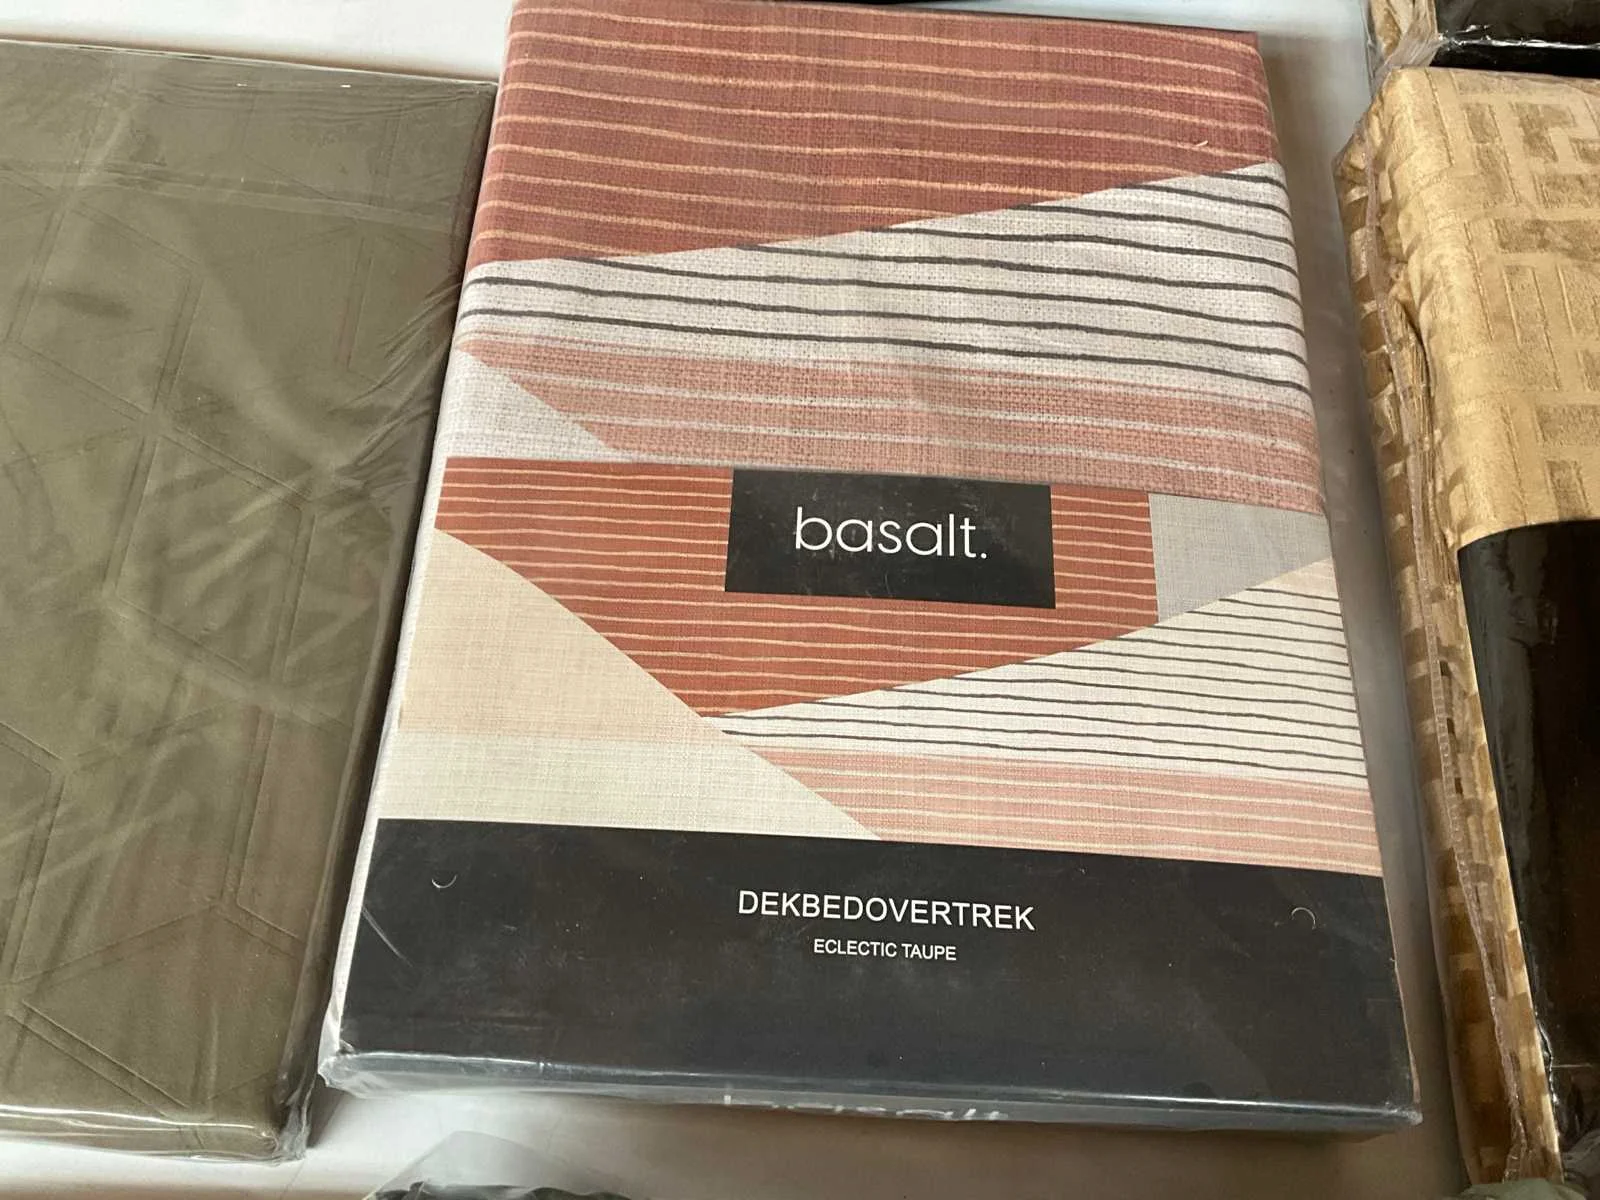 basalt.
DEKBEDOVERTREK
ECLECTIC TAUPE